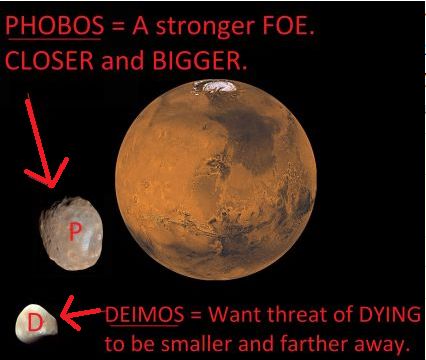 PHOBOS = A stronger FOE.
CLOSER and BIGGER.
P
D
DEIMOS = Want threat of DYING
to be smaller and farther away.